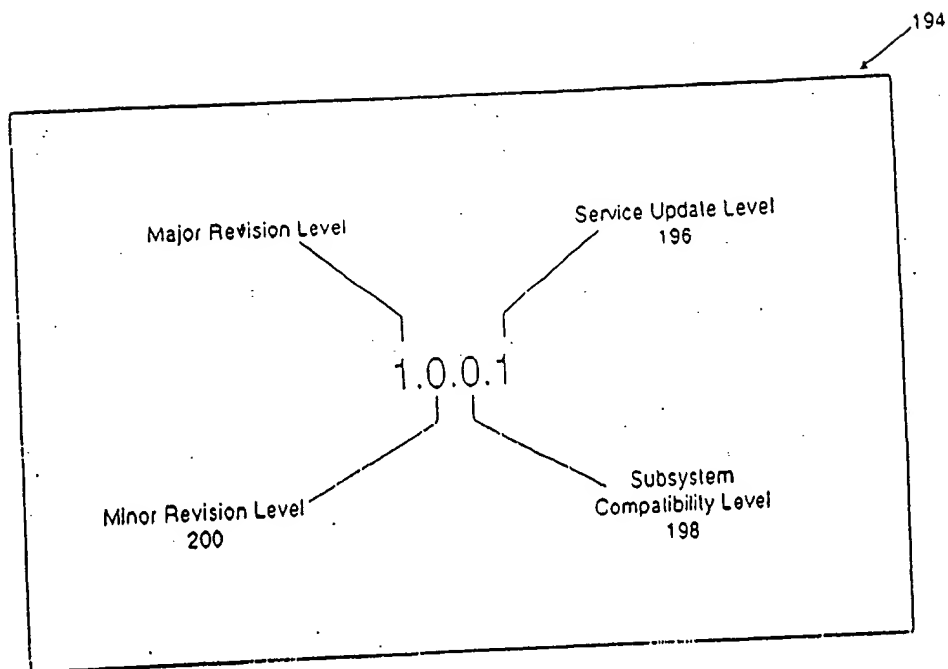 194
Major Revision Level
Service Update Level
196
1.0.0.1
Minor Revision Level
200
Subsystem
Compatibility Level
198